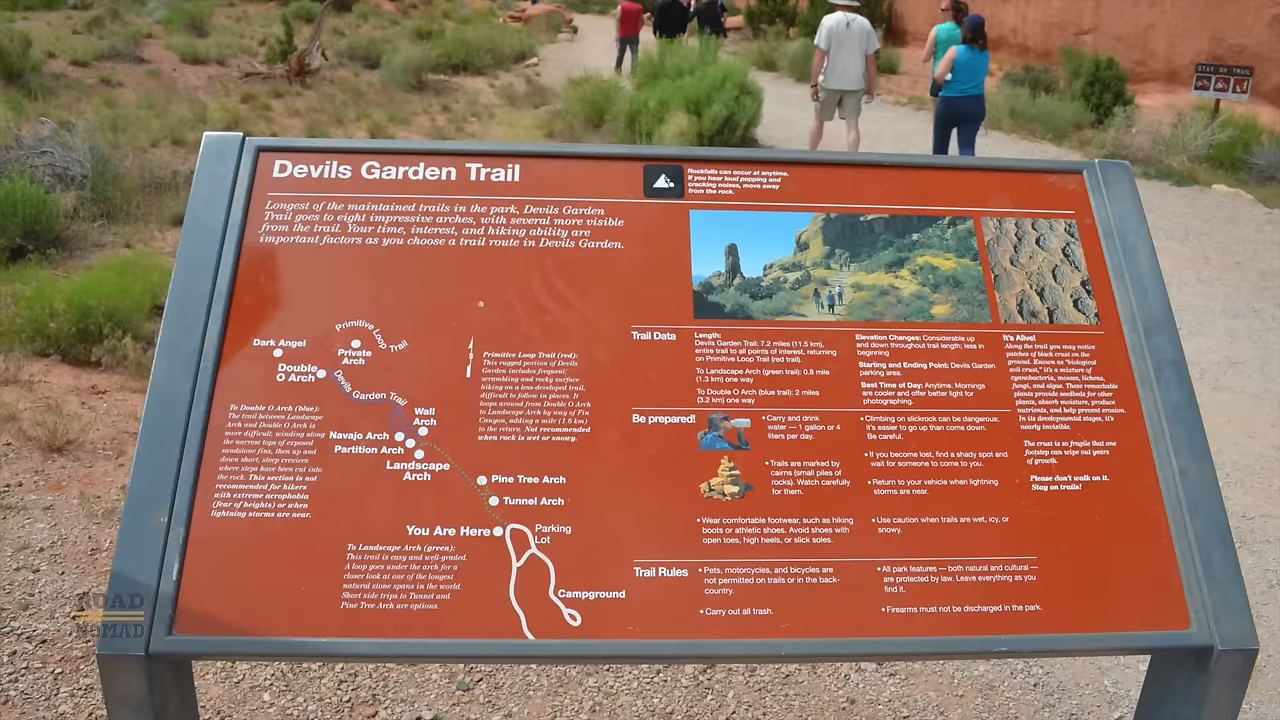 STAY ON TRAIL
Devils Garden Trail
Rockfalls can occur at anytime.
If you hear loud popping and
cracking noises, move away
from the rock.
Longest of the maintained trails in the park, Devils Garden
Trail goes to eight impressive arches, with several more visible
from the trail. Your time, interest, and hiking ability are
important factors as you choose a trail route in Devils Garden.
Primitive Loop Trail
Dark Angel
Private
Arch
Double
O Arch
Devils Garden Trail
Wall
Arch
Navajo Arch
Partition Arch
Landscape
Arch
Pine Tree Arch
Tunnel Arch
You Are Here
Parking
Lot
Campground
Primitive Loop Trail (red):
This rugged portion of Devils
Garden includes frequent
scrambling and rocky surface
hiking on a less-developed trail,
difficult to follow in places. It
loops around from Double O Arch
to Landscape Arch by way of Fin
Canyon, adding a mile (1.6 km)
to the return. Not recommended
when rock is wet or snowy.
To Double O Arch (blue):
The trail between Landscape
Arch and Double O Arch is
more difficult, winding along
the narrow tops of exposed
sandstone fins, then up and
down short, steep crevices
where steps have been cut into
the rock. This section is not
recommended for hikers
with extreme acrophobia
(fear of heights) or when
lightning storms are near.
To Landscape Arch (green):
This trail is easy and well-graded.
A loop goes under the arch for a
closer look at one of the longest
natural stone spans in the world.
Short side trips to Tunnel and
Pine Tree Arch are options.
Trail Data
Length:
Devils Garden Trail: 7.2 miles (11.5 km),
entire trail to all points of interest, returning
on Primitive Loop Trail (red trail).
To Landscape Arch (green trail): 0.8 mile
(1.3 km) one way
To Double O Arch (blue trail): 2 miles
(3.2 km) one way
Elevation Changes: Considerable up
and down throughout trail length; less in
beginning
Starting and Ending Point: Devils Garden
parking area.
Best Time of Day: Anytime. Mornings
are cooler and offer better light for
photographing.
It's Alive!
Along the trail you may notice
patches of black crust on the
ground. Known as "biological
soil crust," it's a mixture of
cyanobacteria, mosses, lichens,
fungi, and algae. These remarkable
plants provide seedbeds for other
plants, absorb moisture, produce
nutrients, and help prevent erosion.
In its developmental stages, it's
nearly invisible.
The crust is so fragile that one
footstep can wipe out years
of growth.
Please don't walk on it.
Stay on trails!
Be prepared!
• Carry and drink
water — 1 gallon or 4
liters per day.
• Trails are marked by
cairns (small piles of
rocks). Watch carefully
for them.
• Wear comfortable footwear, such as hiking
boots or athletic shoes. Avoid shoes with
open toes, high heels, or slick soles.
• Climbing on slickrock can be dangerous;
it's easier to go up than come down.
Be careful.
• If you become lost, find a shady spot and
wait for someone to come to you.
• Return to your vehicle when lightning
storms are near.
• Use caution when trails are wet, icy, or
snowy.
Trail Rules
• Pets, motorcycles, and bicycles are
not permitted on trails or in the back-
country.
• Carry out all trash.
• All park features — both natural and cultural —
are protected by law. Leave everything as you
find it.
• Firearms must not be discharged in the park.
NOMAD